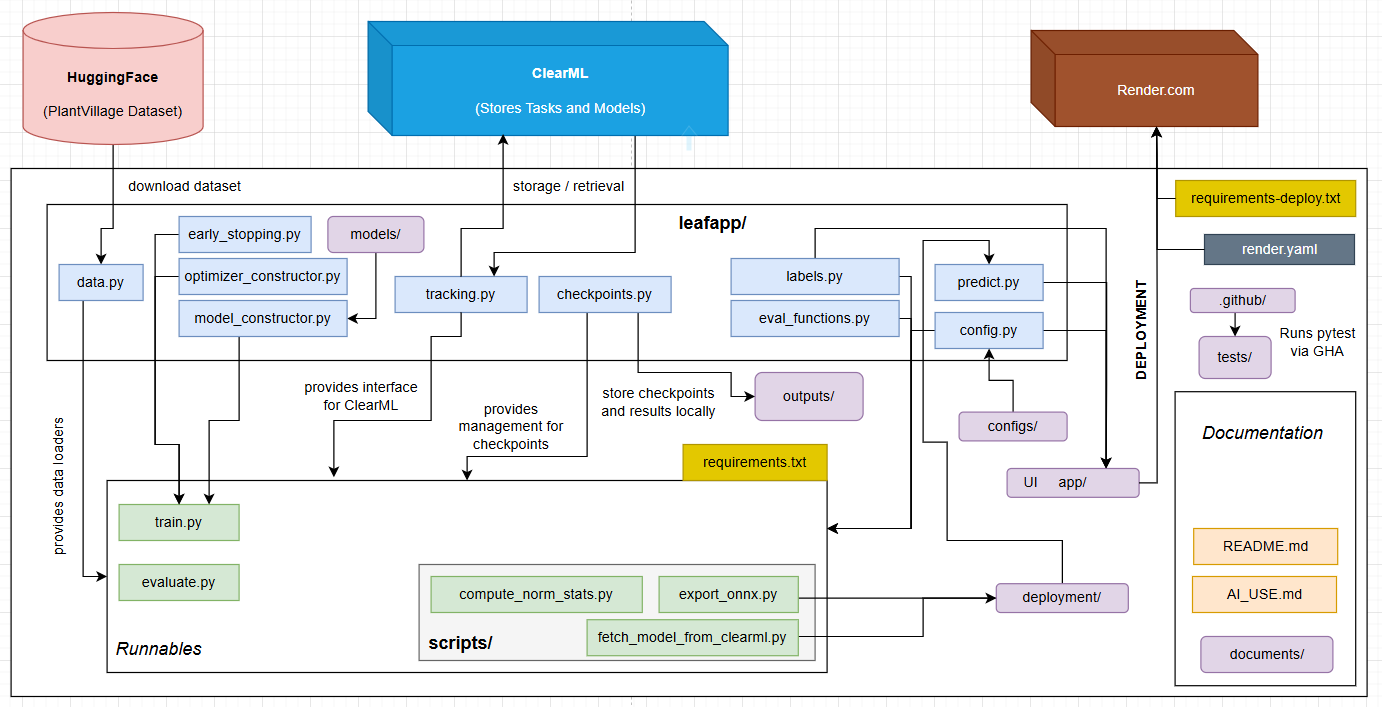 HuggingFace
(PlantVillage Dataset)
ClearML
(Stores Tasks and Models)
Render.com
download dataset
storage / retrieval
leafapp/
early_stopping.py
models/
optimizer_constructor.py
data.py
model_constructor.py
tracking.py
checkpoints.py
labels.py
eval_functions.py
predict.py
config.py
requirements-deploy.txt
render.yaml
DEPLOYMENT
.github/
tests/
Runs pytest
via GHA
provides interface
for ClearML
provides
management for
checkpoints
store checkpoints
and results locally
outputs/
configs/
UI app/
requirements.txt
provides data loaders
train.py
evaluate.py
Runnables
compute_norm_stats.py
export_onnx.py
fetch_model_from_clearml.py
scripts/
deployment/
Documentation
README.md
AI_USE.md
documents/